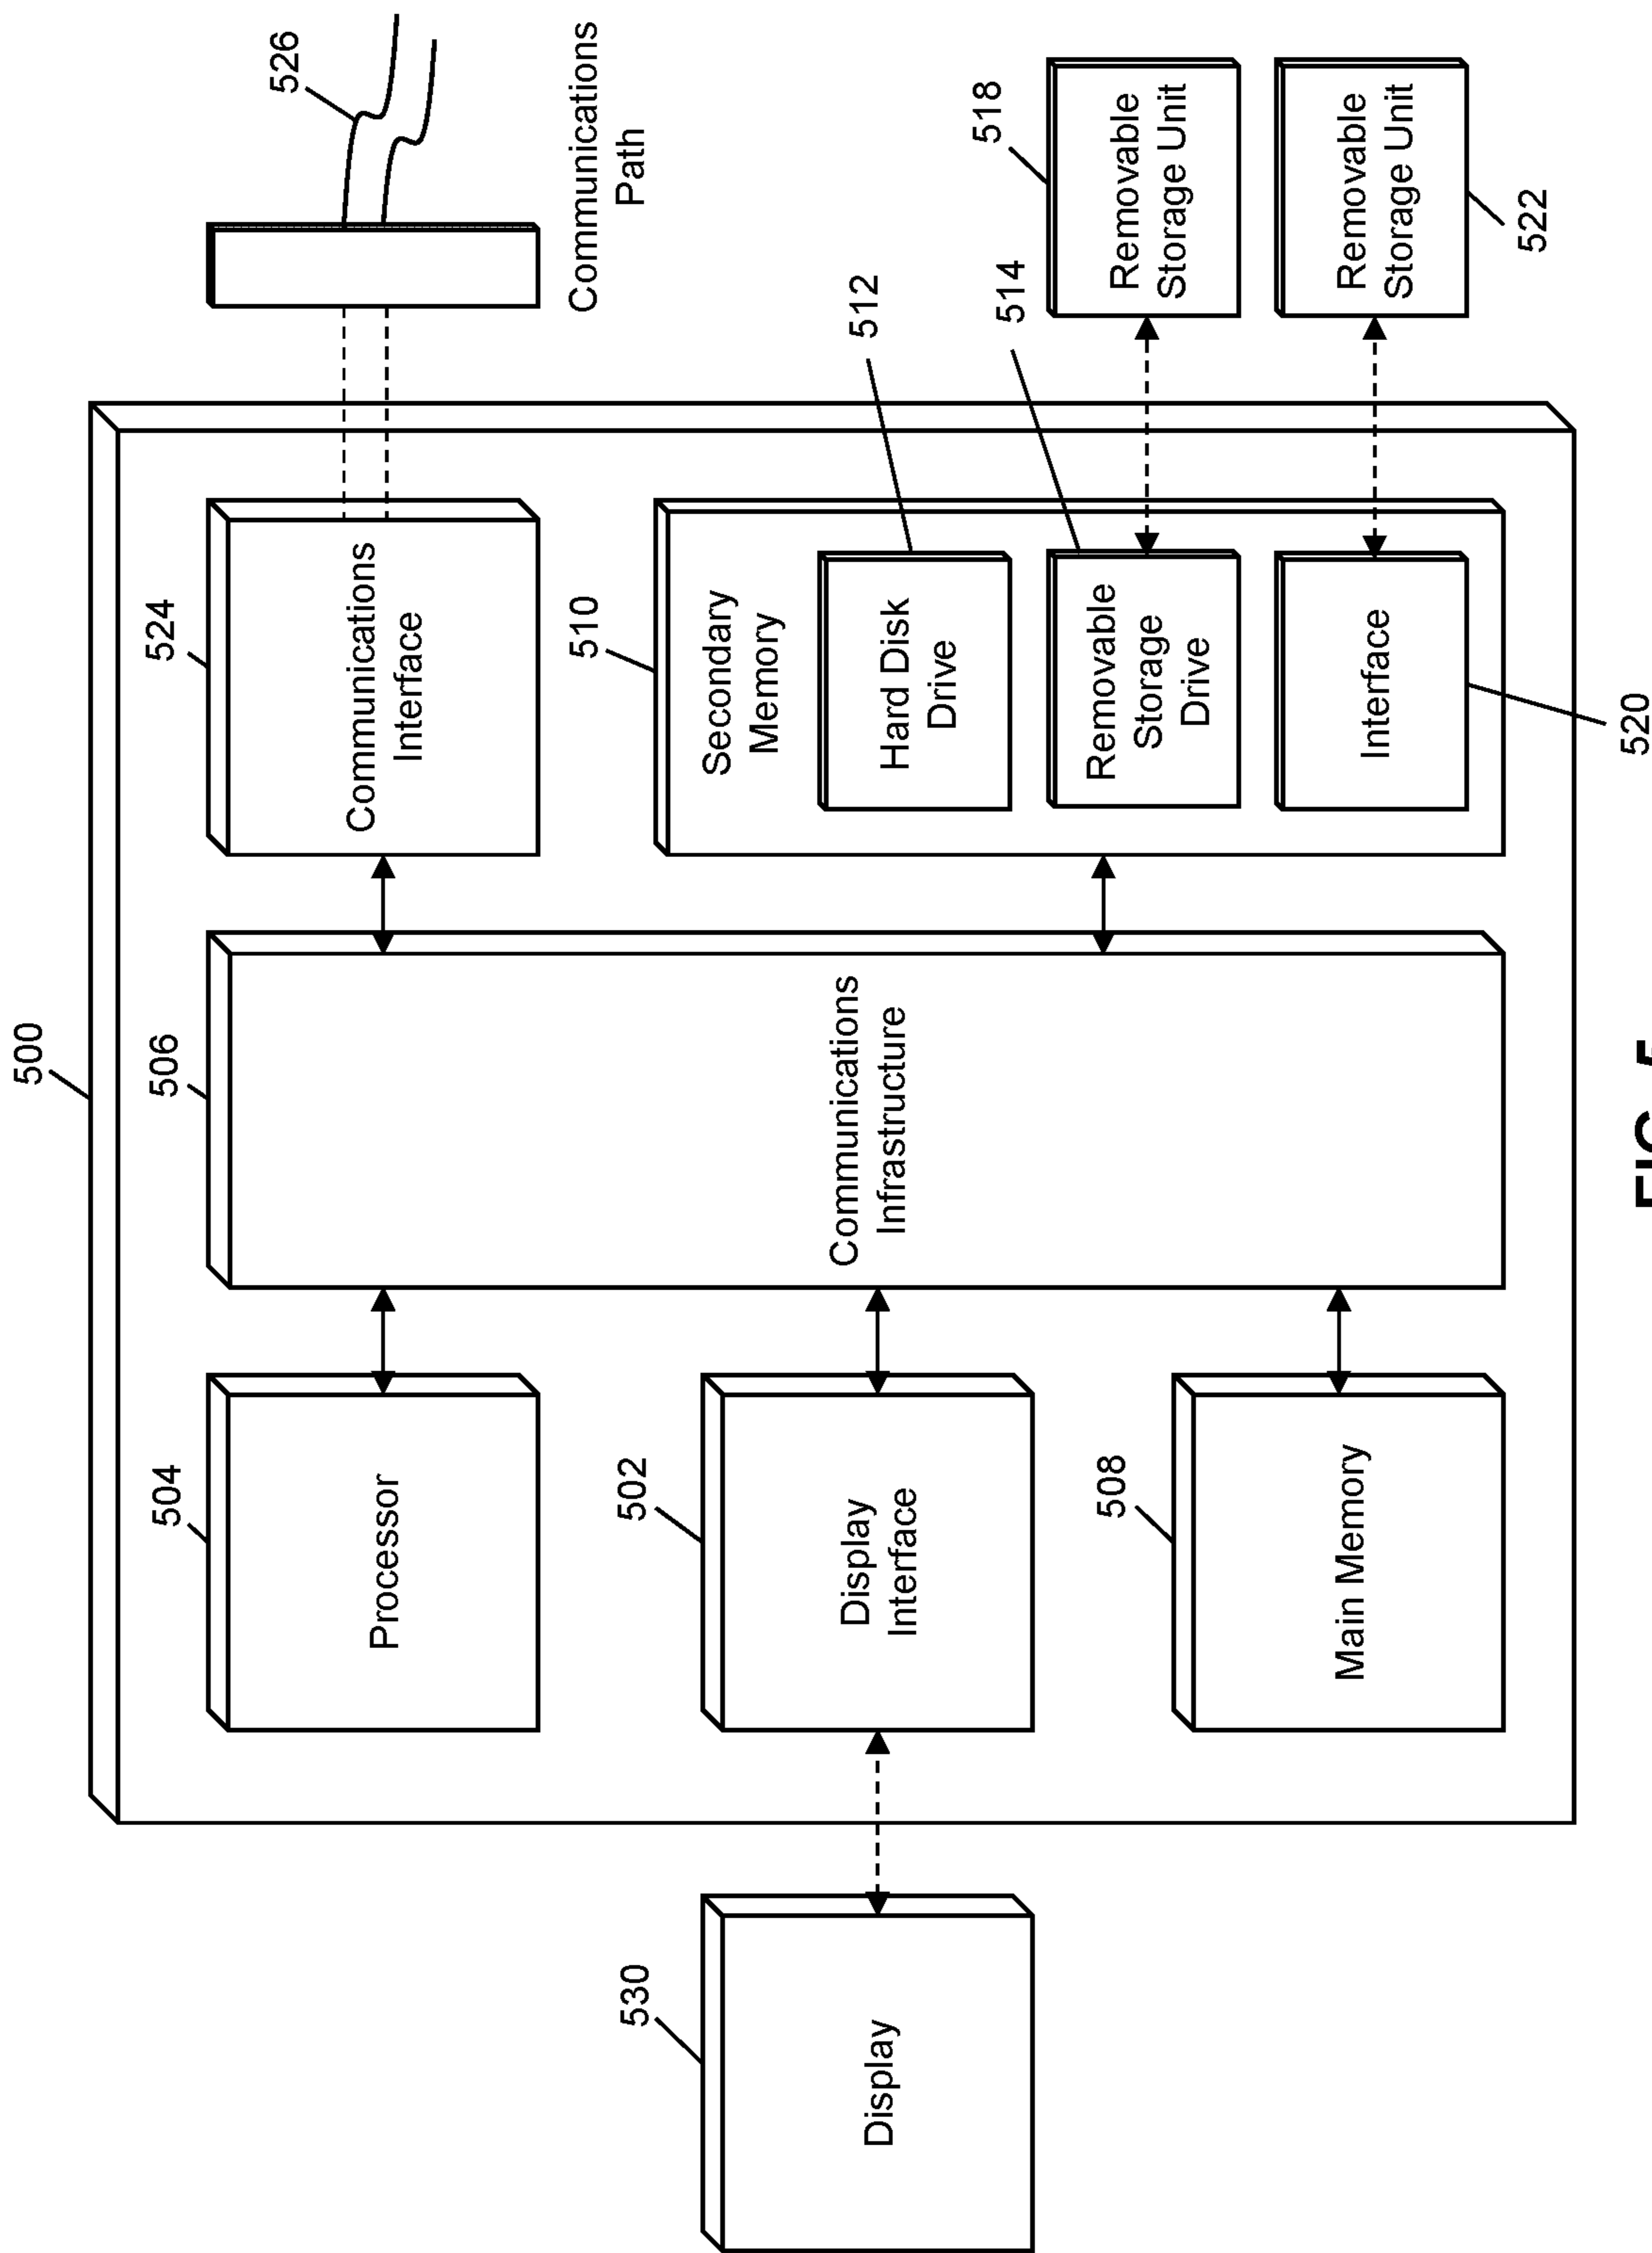 500
526
504
506
524
Processor
Communications
Interface
Communications
Path
530
502
510
Display
Display
Interface
Communications
Infrastructure
Secondary
Memory
512
Hard Disk
Drive
514
518
508
Removable
Storage
Drive
Removable
Storage Unit
Main Memory
Interface
Removable
Storage Unit
522
520
FIG. 5